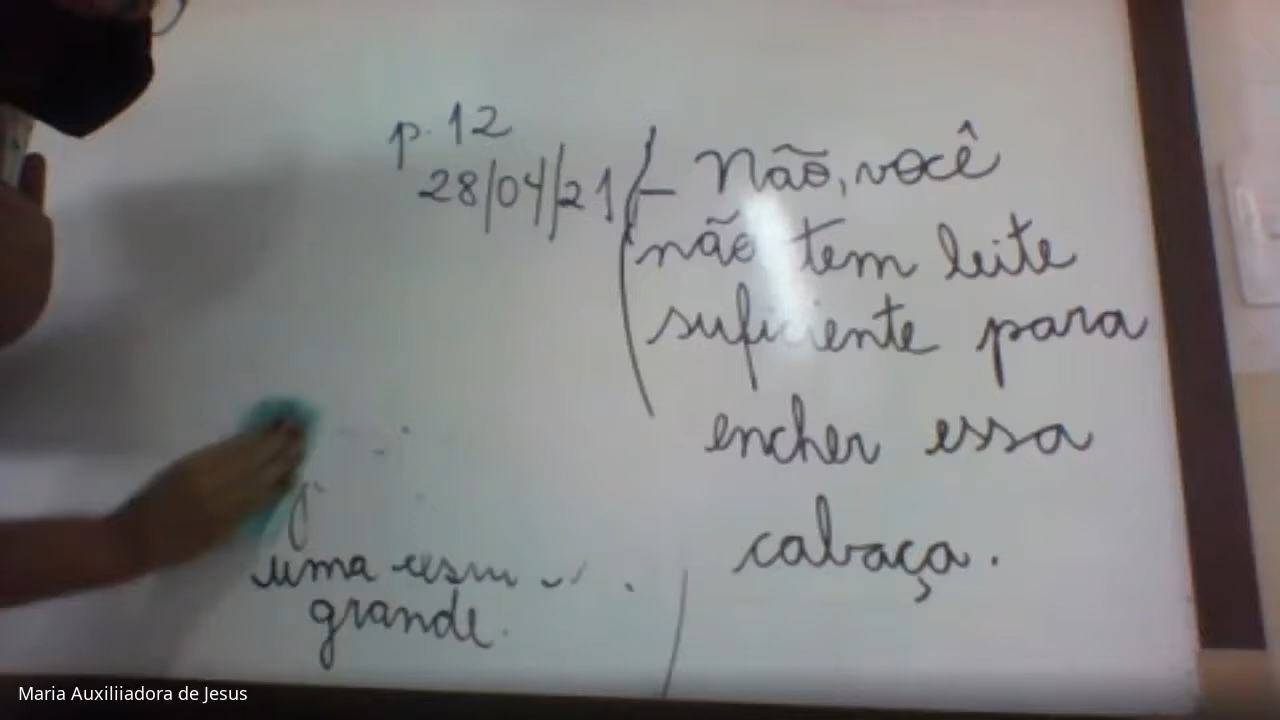 p. 12
28/04/21
- Não, você
não tem leite
suficiente para
encher essa
cabaça.
uma
grande.
Maria Auxiliiadora de Jesus